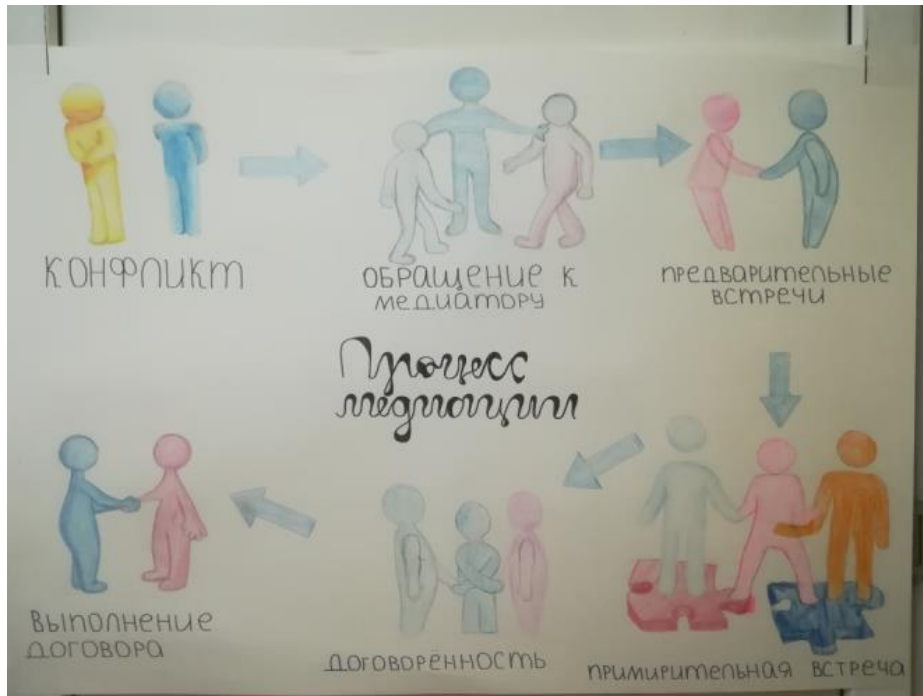 КОНФЛИКТ
ОБРАЩЕНИЕ К
МЕДИАТОРУ
ПРЕДВАРИТЕЛЬНЫЕ
ВСТРЕЧИ
Процесс
медиации
ПРИМИРИТЕЛЬНАЯ ВСТРЕЧА
ДОГОВОРЁННОСТЬ
ВЫПОЛНЕНИЕ
ДОГОВОРА